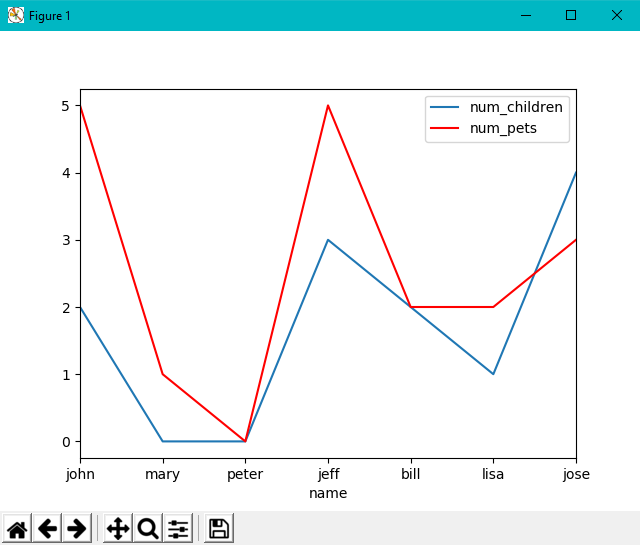 Figure 1
num_children
num_pets
5
4
3
2
1
0
john mary peter jeff bill lisa jose
name